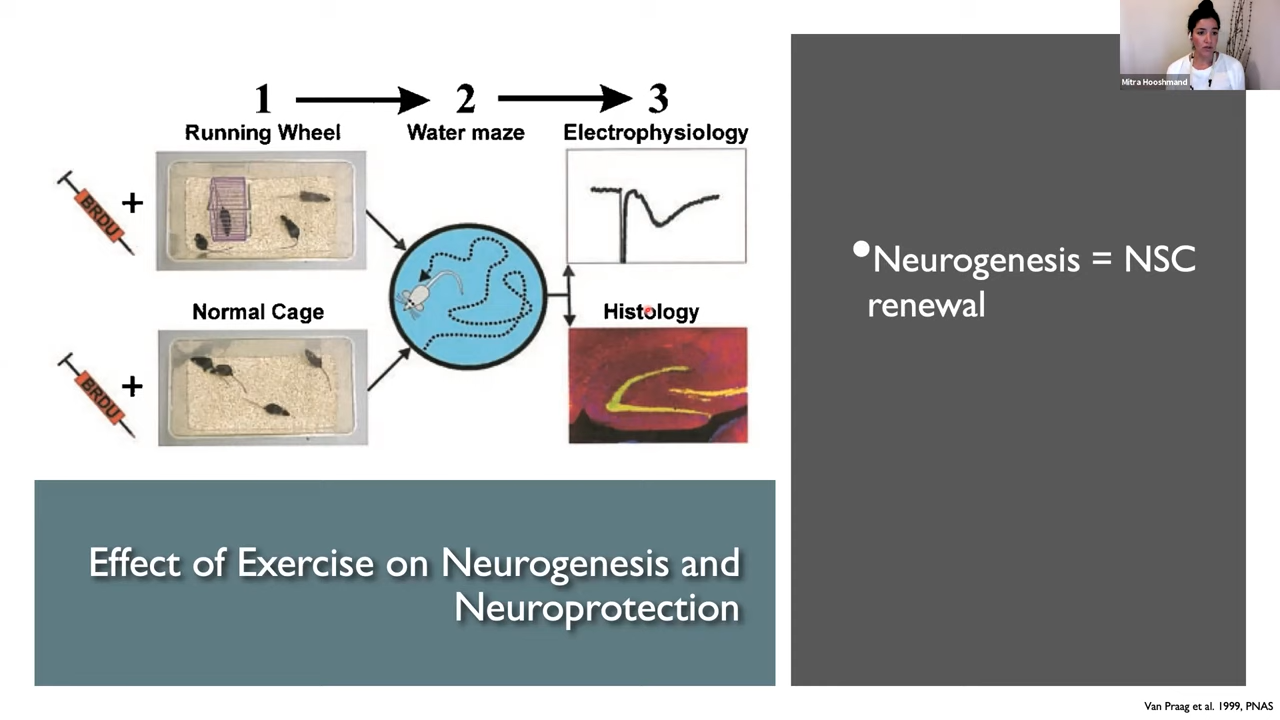 Mitra Hooshmand
1 2 3
Running Wheel Water maze Electrophysiology
BRDU +
Normal Cage Histology
BRDU +
•Neurogenesis = NSC
renewal
Effect of Exercise on Neurogenesis and
Neuroprotection
Van Praag et al. 1999, PNAS